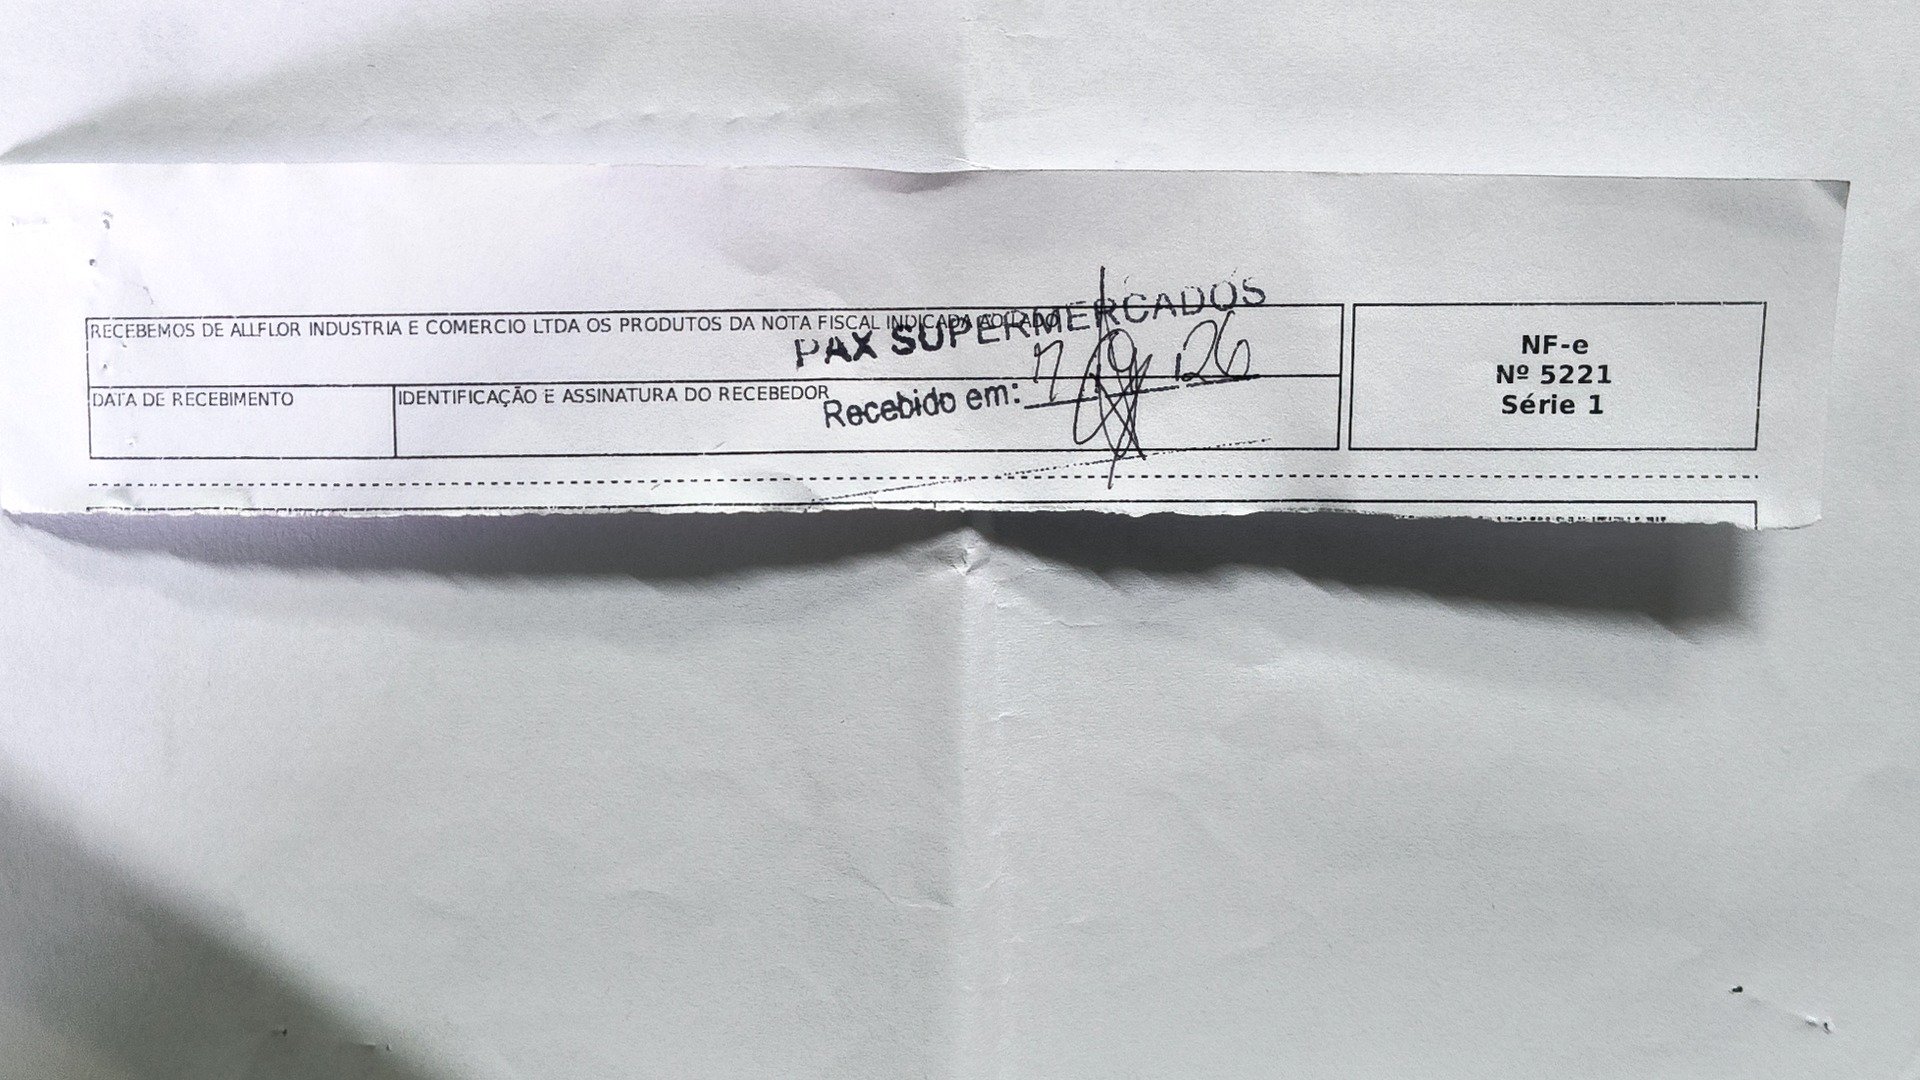 RECEBEMOS DE ALLFLOR INDUSTRIA E COMERCIO LTDA OS PRODUTOS DA NOTA FISCAL INDICADA AO LADO
PAX SUPERMERCADOS
DATA DE RECEBIMENTO
IDENTIFICAÇÃO E ASSINATURA DO RECEBEDOR
Recebido em:
NF-e
Nº 5221
Série 1